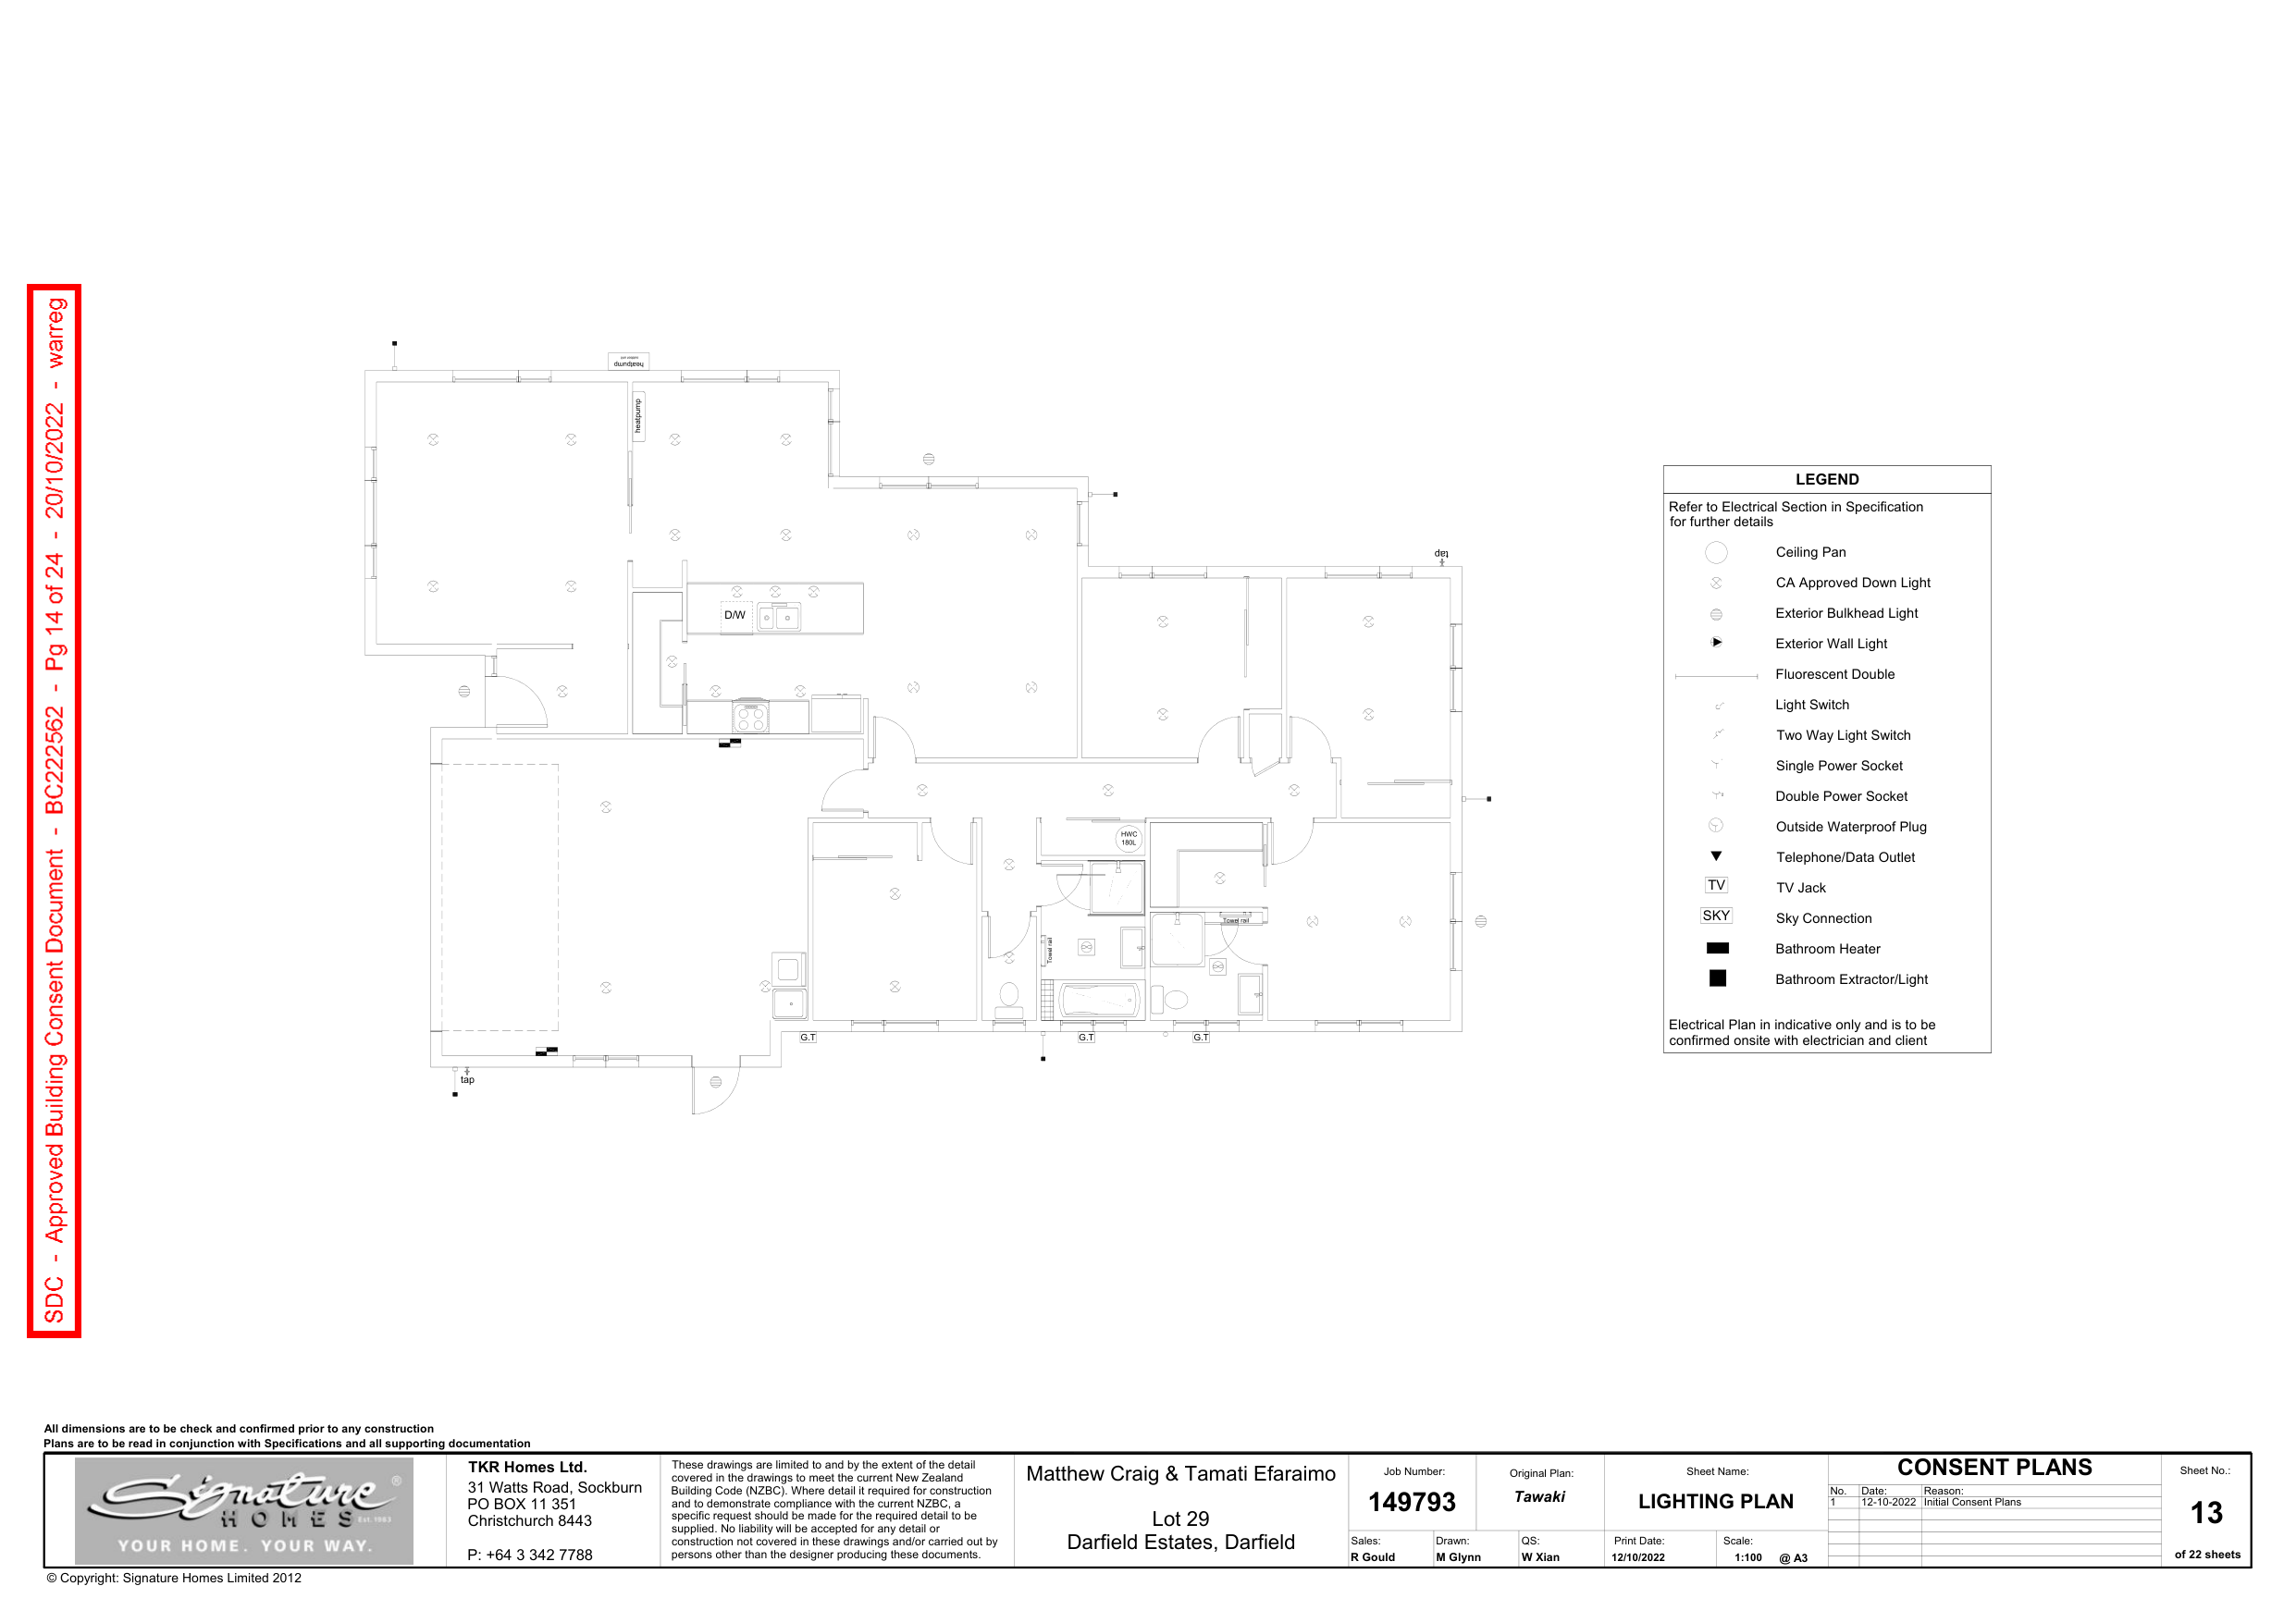 SDC - Approved Building Consent Document - BC222562 - Pg 14 of 24 - 20/10/2022 - warreg
heatpump
heatpump
D/W
tap
HWC
180L
Towel rail
Towel rail
G.T
G.T
G.T
tap
LEGEND
Refer to Electrical Section in Specification
for further details
Ceiling Pan
CA Approved Down Light
Exterior Bulkhead Light
Exterior Wall Light
Fluorescent Double
Light Switch
Two Way Light Switch
Single Power Socket
Double Power Socket
Outside Waterproof Plug
Telephone/Data Outlet
TV TV Jack
SKY Sky Connection
Bathroom Heater
Bathroom Extractor/Light
Electrical Plan in indicative only and is to be
confirmed onsite with electrician and client
All dimensions are to be check and confirmed prior to any construction
Plans are to be read in conjunction with Specifications and all supporting documentation
Signature ®
HOMES Est. 1983
YOUR HOME. YOUR WAY.
© Copyright: Signature Homes Limited 2012
TKR Homes Ltd.
31 Watts Road, Sockburn
PO BOX 11 351
Christchurch 8443
P: +64 3 342 7788
These drawings are limited to and by the extent of the detail
covered in the drawings to meet the current New Zealand
Building Code (NZBC). Where detail it required for construction
and to demonstrate compliance with the current NZBC, a
specific request should be made for the required detail to be
supplied. No liability will be accepted for any detail or
construction not covered in these drawings and/or carried out by
persons other than the designer producing these documents.
Matthew Craig & Tamati Efaraimo
Lot 29
Darfield Estates, Darfield
Job Number:
149793
Original Plan:
Tawaki
Sales:
R Gould
Drawn:
M Glynn
QS:
W Xian
Sheet Name:
LIGHTING PLAN
Print Date:
12/10/2022
Scale:
1:100 @ A3
CONSENT PLANS
No. Date: Reason:
1 12-10-2022 Initial Consent Plans
Sheet No.:
13
of 22 sheets